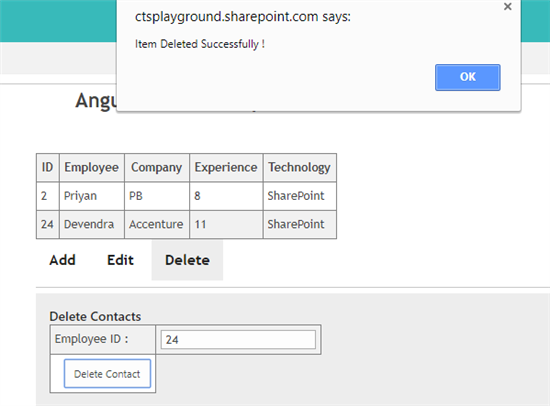 ctsplayground.sharepoint.com says:
Item Deleted Successfully !
OK
ID Employee Company Experience Technology
2 Priyan PB 8 SharePoint
24 Devendra Accenture 11 SharePoint
Add Edit Delete
Delete Contacts
Employee ID : 24
Delete Contact